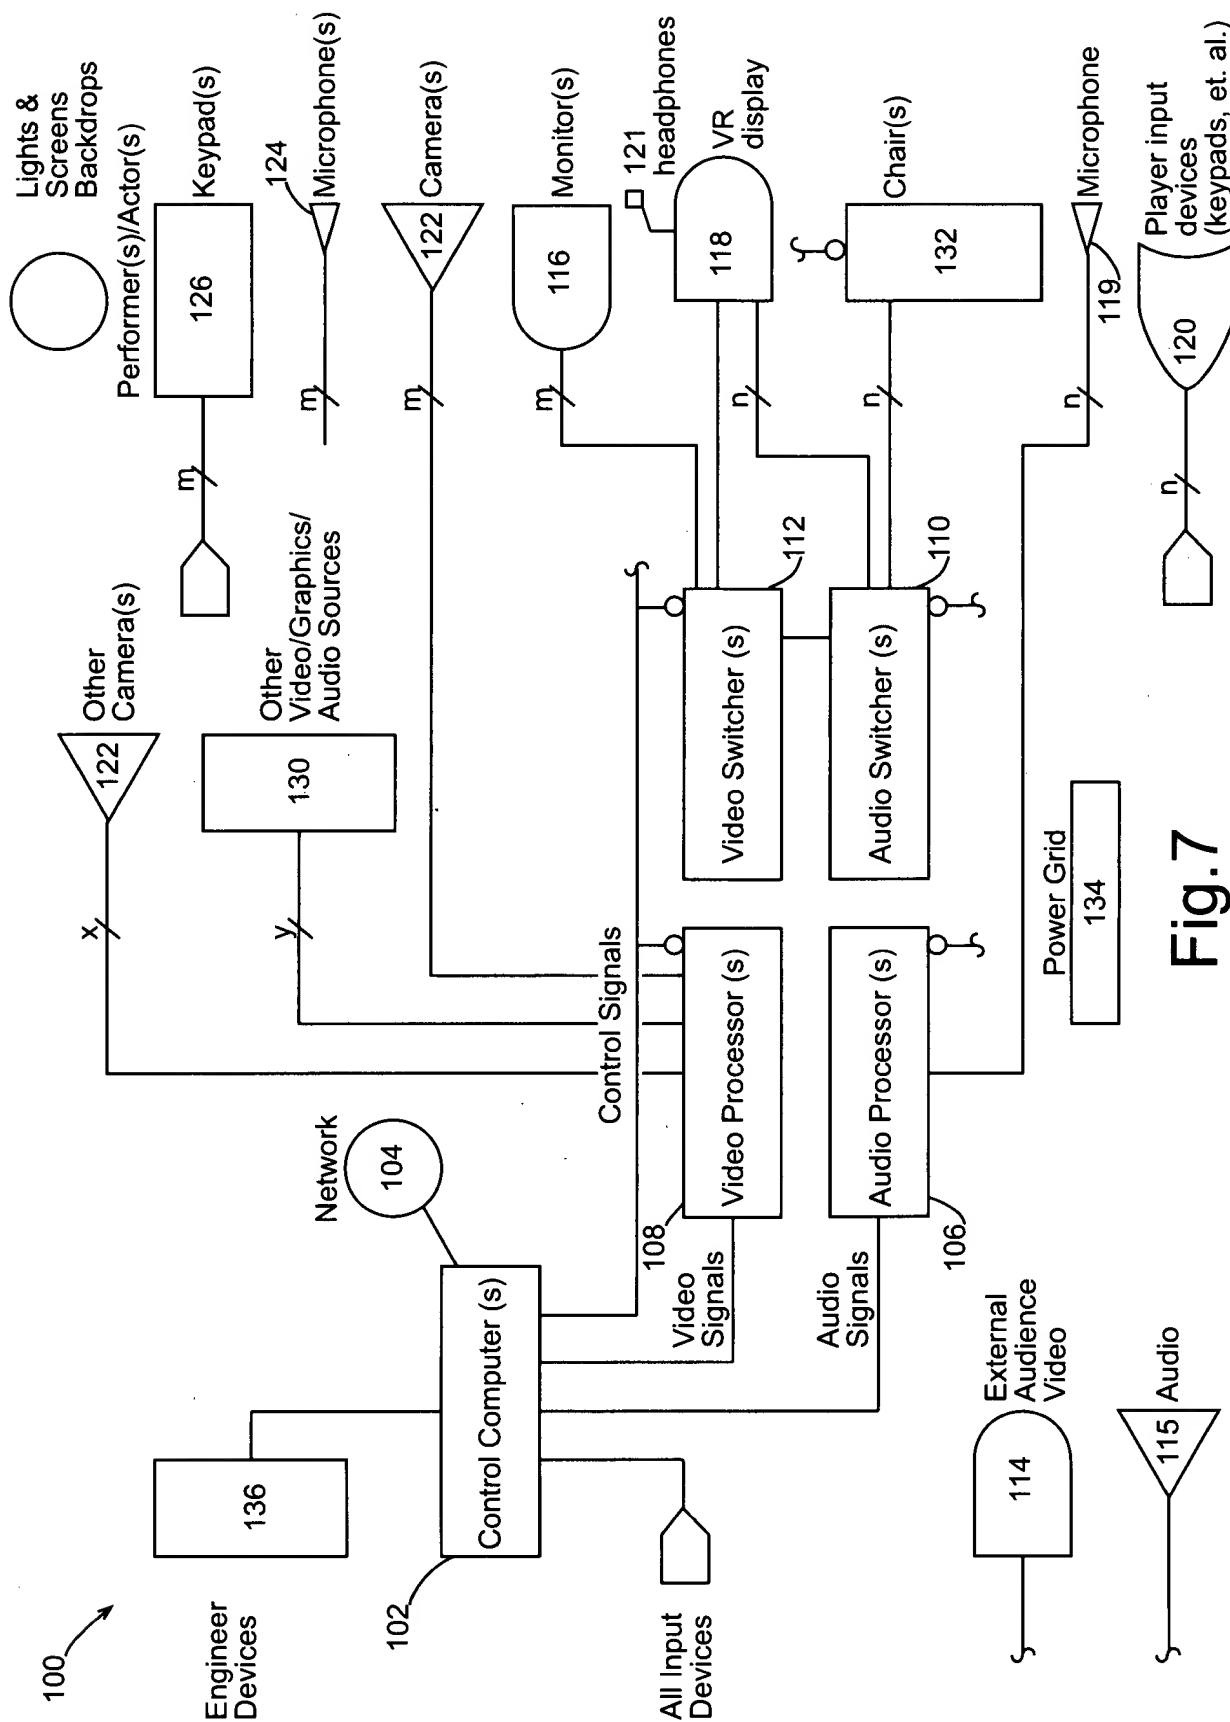 100
Engineer
Devices
136
102
Control Computer (s)
All Input
Devices
Network
104
Control Signals
Video
Signals
Audio
Signals
108
Video Processor (s)
Audio Processor (s)
106
Other
Camera(s)
122
x
130
Other
Video/Graphics/
Audio Sources
y
Lights &
Screens
Backdrops
Performer(s)/Actor(s)
126
Keypad(s)
m
124
Microphone(s)
m
122
Camera(s)
m
116
Monitor(s)
m
121
headphones
118
VR
display
n
132
Chair(s)
n
Microphone
119
n
120
Player input
devices
(keypads, et. al.)
n
Video Switcher (s)
112
Audio Switcher (s)
110
Power Grid
134
114
External
Audience
Video
115
Audio
Fig.7